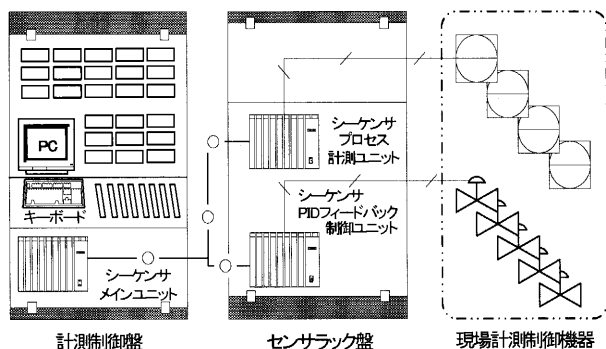 PC
キーボード
シーケンサ
メインユニット
シーケンサ
プロセス
計測ユニット
シーケンサ
PIDフィードバック
制御ユニット
計測制御盤
センサラック盤
現場計測制御機器